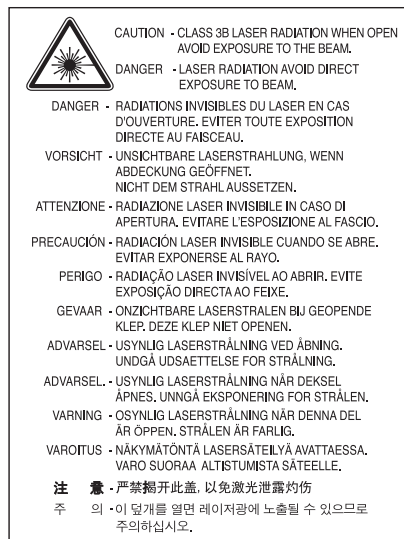 CAUTION - CLASS 3B LASER RADIATION WHEN OPEN
AVOID EXPOSURE TO THE BEAM.
DANGER - LASER RADIATION AVOID DIRECT
EXPOSURE TO BEAM.
DANGER - RADIATIONS INVISIBLES DU LASER EN CAS
D'OUVERTURE. EVITER TOUTE EXPOSITION
DIRECTE AU FAISCEAU.
VORSICHT - UNSICHTBARE LASERSTRAHLUNG, WENN
ABDECKUNG GEÖFFNET.
NICHT DEM STRAHL AUSSETZEN.
ATTENZIONE - RADIAZIONE LASER INVISIBILE IN CASO DI
APERTURA. EVITARE L'ESPOSIZIONE AL FASCIO.
PRECAUCIÓN - RADIACIÓN LASER INVISIBLE CUANDO SE ABRE.
EVITAR EXPONERSE AL RAYO.
PERIGO - RADIAÇÃO LASER INVISÍVEL AO ABRIR. EVITE
EXPOSIÇÃO DIRECTA AO FEIXE.
GEVAAR - ONZICHTBARE LASERSTRALEN BIJ GEOPENDE
KLEP. DEZE KLEP NIET OPENEN.
ADVARSEL - USYNLIG LASERSTRÅLNING VED ÅBNING.
UNDGÅ UDSAETTELSE FOR STRÅLNING.
ADVARSEL. - USYNLIG LASERSTRÅLNING NÅR DEKSEL
ÅPNES. UNNGÅ EKSPONERING FOR STRÅLEN.
VARNING - OSYNLIG LASERSTRÅLNING NÄR DENNA DEL
ÄR ÖPPEN. STRÅLEN ÄR FARLIG.
VAROITUS - NÄKYMÄTÖNTÄ LASERSÄTEILYÄ AVATTAESSA.
VARO SUORAA ALTISTUMISTA SÄTEELLE.
注 意 - 严禁揭开此盖, 以免激光泄露灼伤
주 의 - 이 덮개를 열면 레이저광에 노출될 수 있으므로
주의하십시오.